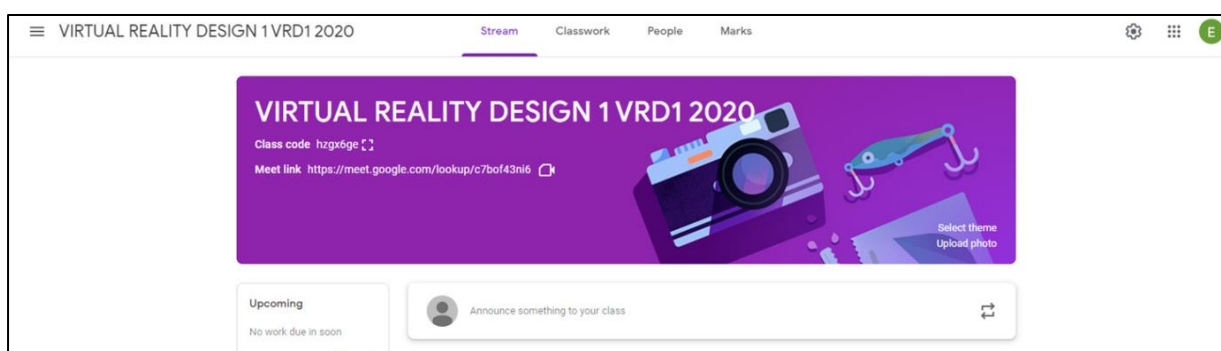 VIRTUAL REALITY DESIGN 1 VRD1 2020
Stream
Classwork
People
Marks
E
VIRTUAL REALITY DESIGN 1 VRD1 2020
Class code hzgx6ge
Meet link https://meet.google.com/lookup/c7bof43ni6
Select theme
Upload photo
Upcoming
No work due in soon
Announce something to your class